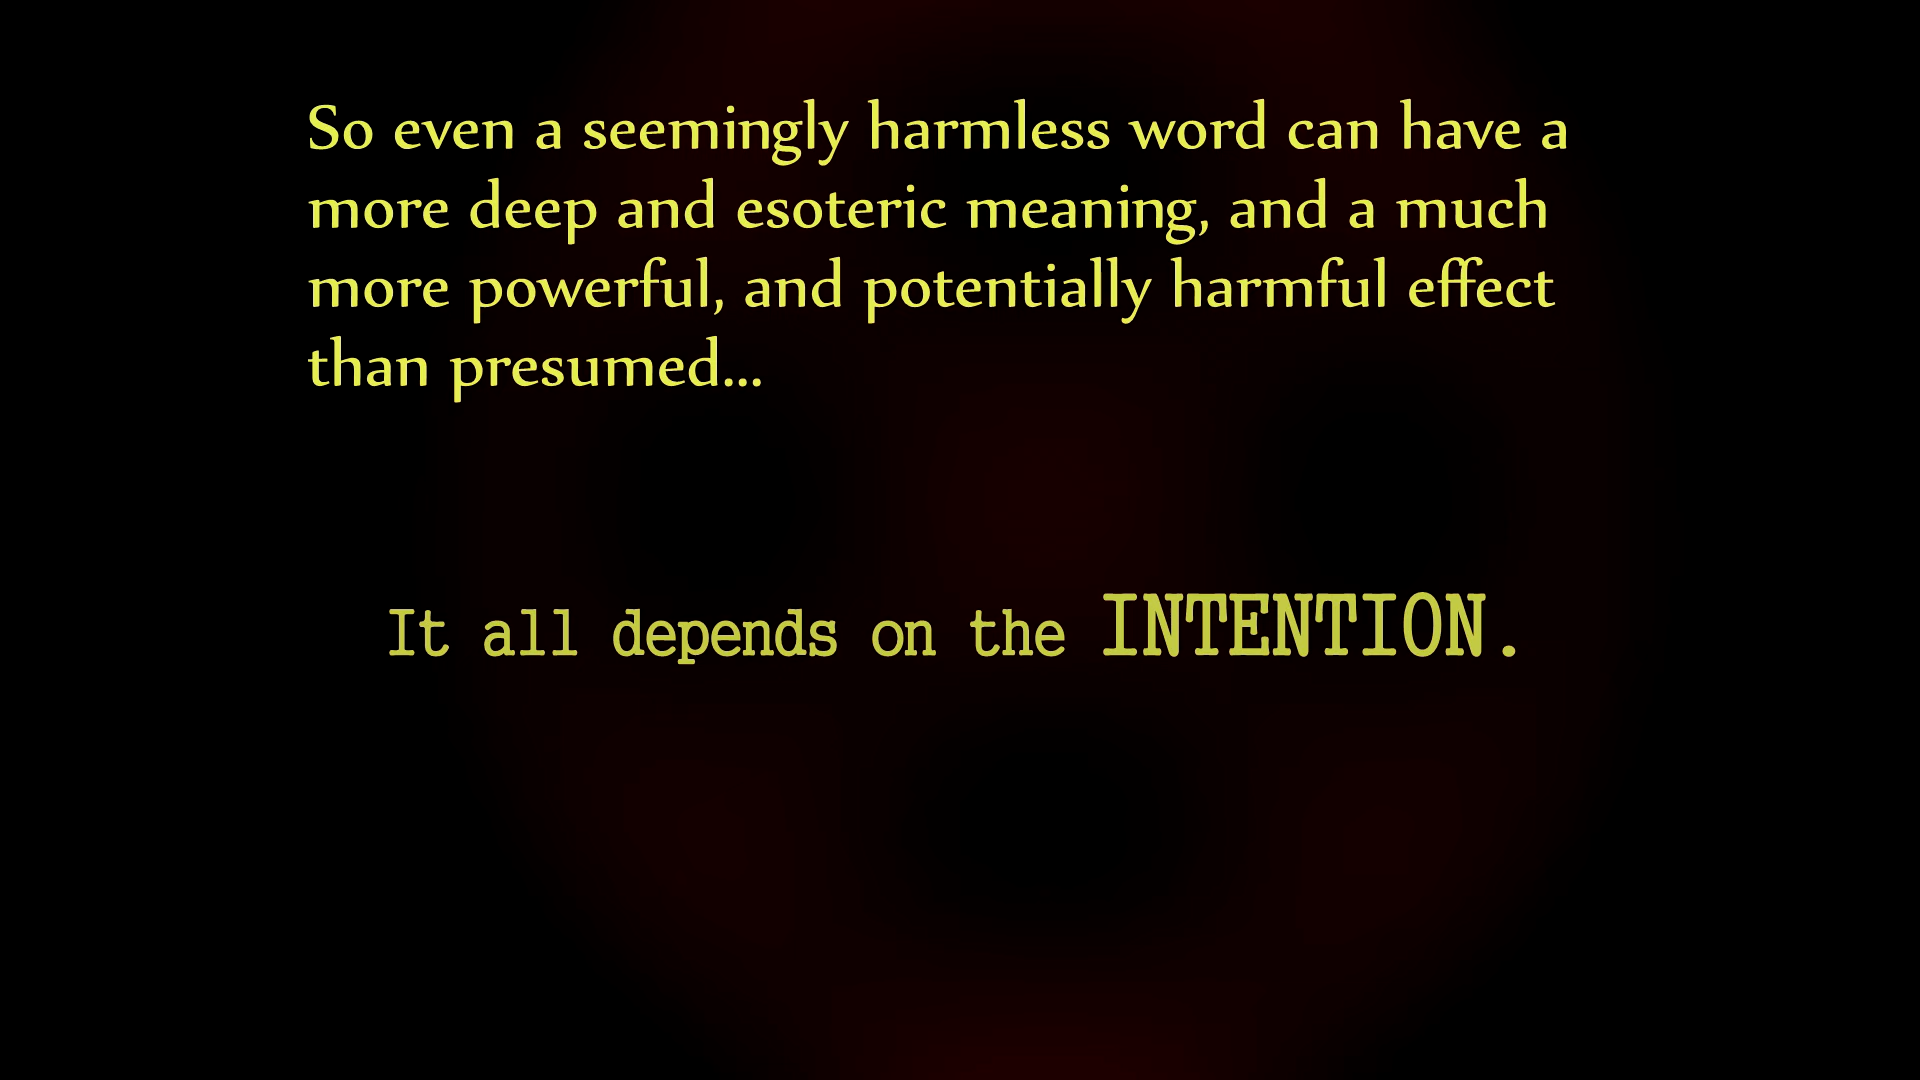 So even a seemingly harmless word can have a
more deep and esoteric meaning, and a much
more powerful, and potentially harmful effect
than presumed...
It all depends on the INTENTION.